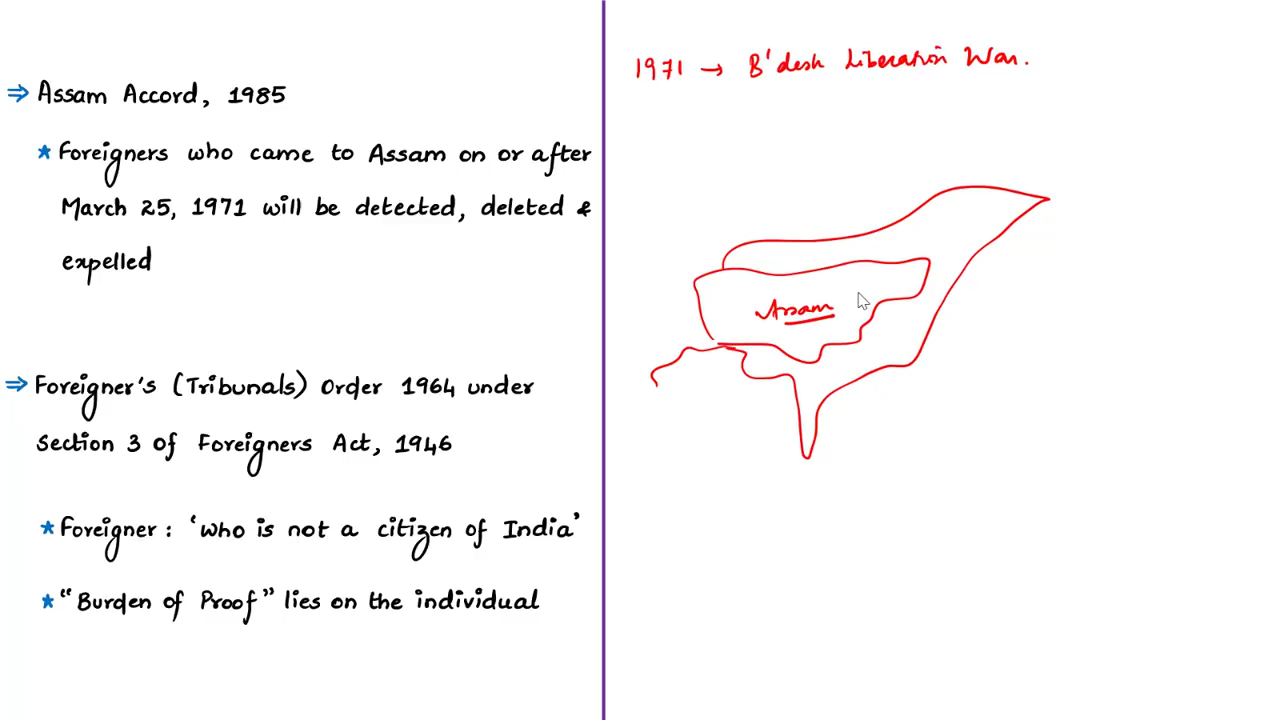 ⇒ Assam Accord, 1985
* Foreigners who came to Assam on or after
March 25, 1971 will be detected, deleted &
expelled
⇒ Foreigner's (Tribunals) Order 1964 under
Section 3 of Foreigners Act, 1946
* Foreigner : 'Who is not a citizen of India'
* "Burden of Proof" lies on the individual
1971 → B'desh Liberation War.
Assam